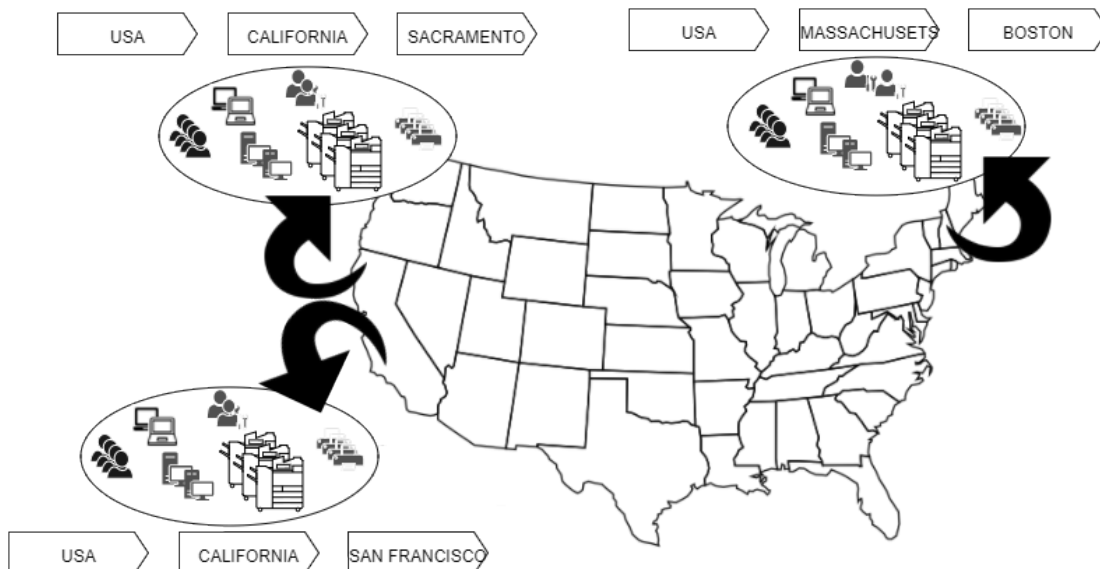 USA
CALIFORNIA
SACRAMENTO
USA
MASSACHUSETS
BOSTON
USA
CALIFORNIA
SAN FRANCISCO